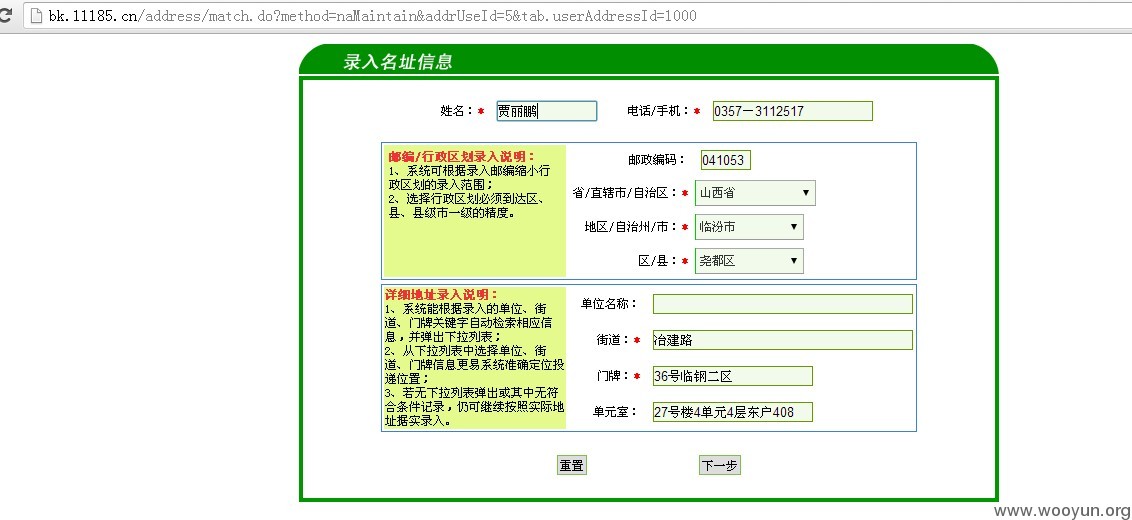 bk.11185.cn/address/match.do?method=naMaintain&addrUseId=5&tab.userAddressId=1000
录入名址信息
姓名：* 贾丽鹏 电话/手机：* 0357－3112517
邮编/行政区划录入说明：
1、系统可根据录入邮编缩小行
政区划的录入范围；
2、选择行政区划必须到达区、
县、县级市一级的精度。
邮政编码： 041053
省/直辖市/自治区：* 山西省
地区/自治州/市：* 临汾市
区/县：* 尧都区
详细地址录入说明：
1、系统能根据录入的单位、街
道、门牌关键字自动检索相应信
息，并弹出下拉列表；
2、从下拉列表中选择单位、街
道、门牌信息更易系统准确定位投
递位置；
3、若无下拉列表弹出或其中无符
合条件记录，仍可继续按照实际地
址据实录入。
单位名称：
街道：* 冶建路
门牌：* 36号临钢二区
单元室： 27号楼4单元4层东户408
重置 下一步
www.wooyun.org